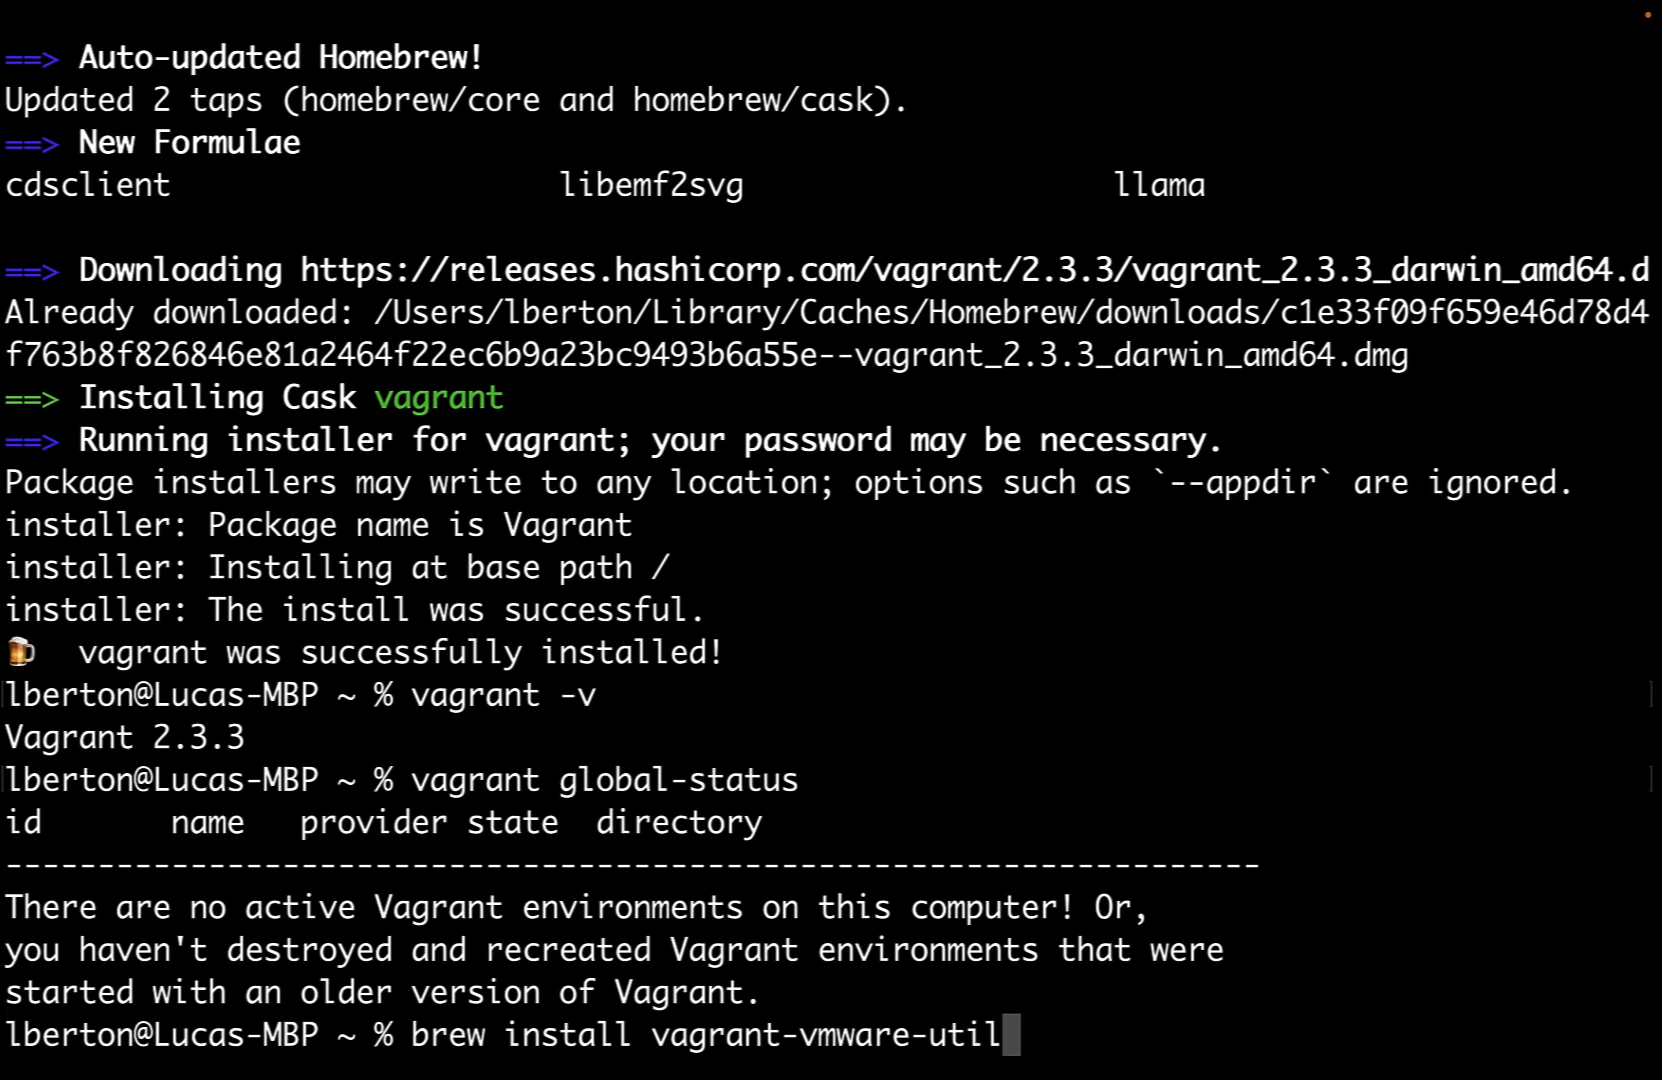 ==> Auto-updated Homebrew!
Updated 2 taps (homebrew/core and homebrew/cask).
==> New Formulae
cdsclient libemf2svg llama
==> Downloading https://releases.hashicorp.com/vagrant/2.3.3/vagrant_2.3.3_darwin_amd64.d
Already downloaded: /Users/lberton/Library/Caches/Homebrew/downloads/c1e33f09f659e46d78d4
f763b8f826846e81a2464f22ec6b9a23bc9493b6a55e--vagrant_2.3.3_darwin_amd64.dmg
==> Installing Cask vagrant
==> Running installer for vagrant; your password may be necessary.
Package installers may write to any location; options such as `--appdir` are ignored.
installer: Package name is Vagrant
installer: Installing at base path /
installer: The install was successful.
🍺 vagrant was successfully installed!
lberton@Lucas-MBP ~ % vagrant -v
Vagrant 2.3.3
lberton@Lucas-MBP ~ % vagrant global-status
id name provider state directory
--------------------------------------------------------------------
There are no active Vagrant environments on this computer! Or,
you haven't destroyed and recreated Vagrant environments that were
started with an older version of Vagrant.
lberton@Lucas-MBP ~ % brew install vagrant-vmware-util